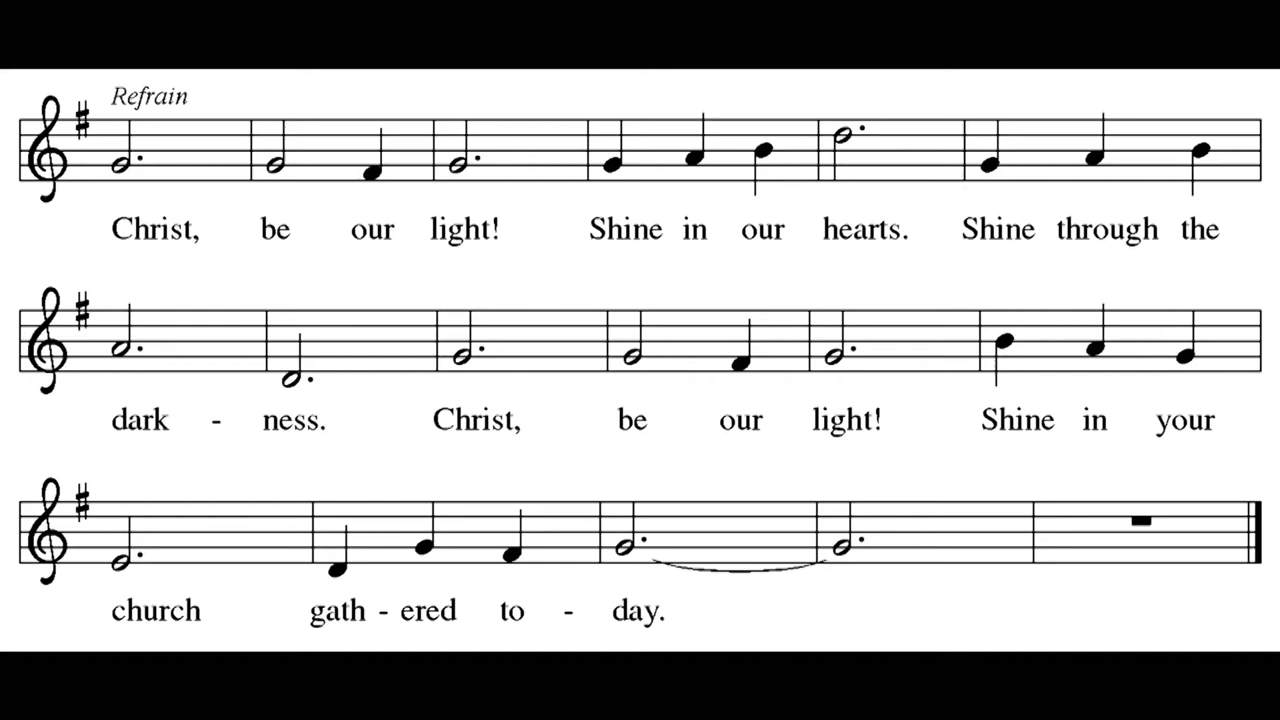 Refrain
Christ, be our light! Shine in our hearts. Shine through the
dark - ness. Christ, be our light! Shine in your
church gath - ered to - day.